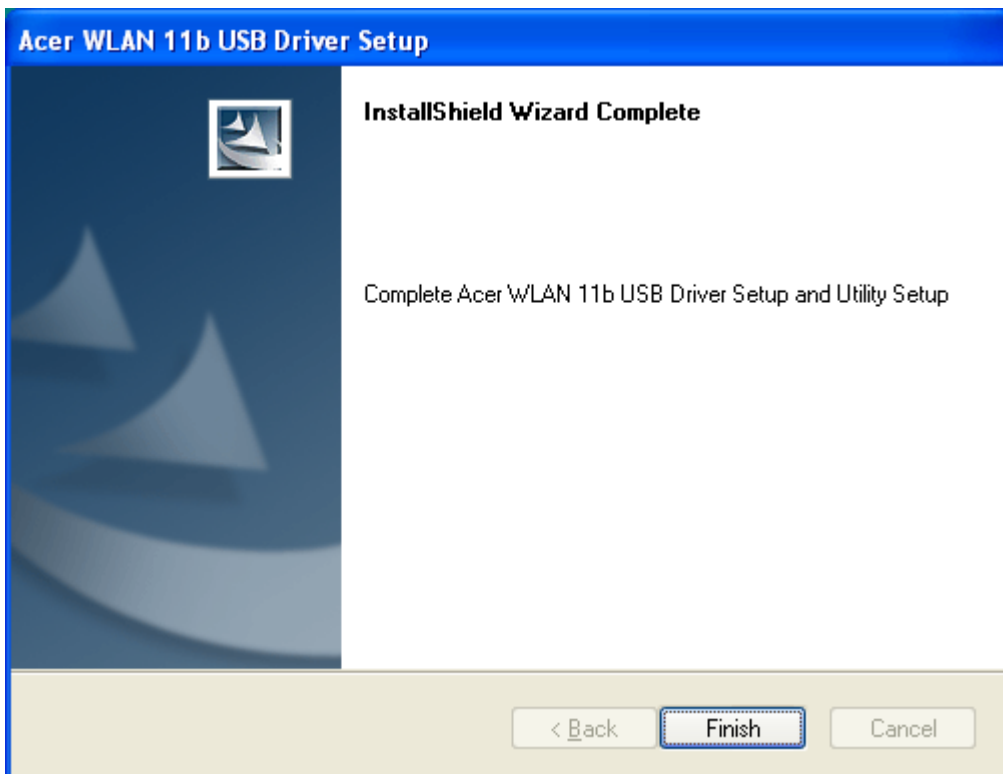 Acer WLAN 11b USB Driver Setup
InstallShield Wizard Complete
Complete Acer WLAN 11b USB Driver Setup and Utility Setup
< Back
Finish
Cancel